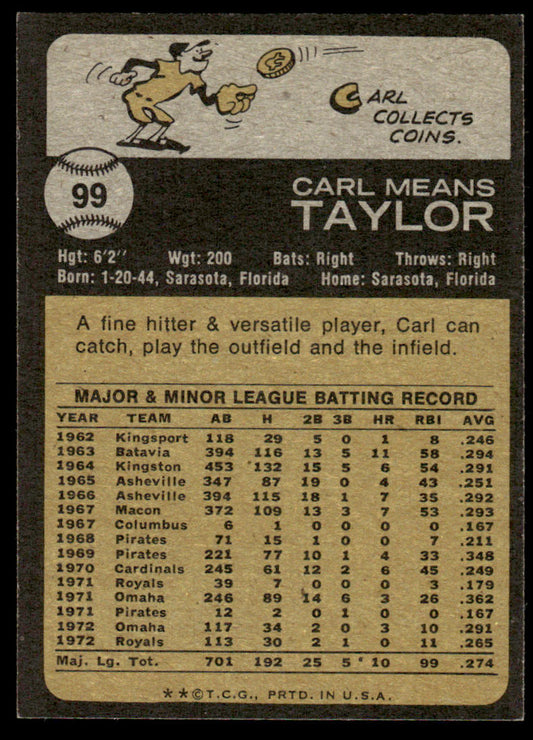 $
CARL
COLLECTS
COINS.
99
CARL MEANS
TAYLOR
Hgt: 6'2" Wgt: 200 Bats: Right Throws: Right
Born: 1-20-44, Sarasota, Florida Home: Sarasota, Florida
A fine hitter & versatile player, Carl can
catch, play the outfield and the infield.
MAJOR & MINOR LEAGUE BATTING RECORD
YEAR TEAM AB H 2B 3B HR RBI AVG
1962 Kingsport 118 29 5 0 1 8 .246
1963 Batavia 394 116 13 5 11 58 .294
1964 Kingston 453 132 15 5 6 54 .291
1965 Asheville 347 87 19 0 4 43 .251
1966 Asheville 394 115 18 1 7 35 .292
1967 Macon 372 109 13 3 7 53 .293
1967 Columbus 6 1 0 0 0 0 .167
1968 Pirates 71 15 1 0 0 7 .211
1969 Pirates 221 77 10 1 4 33 .348
1970 Cardinals 245 61 12 2 6 45 .249
1971 Royals 39 7 0 0 0 3 .179
1971 Omaha 246 89 14 6 3 26 .362
1971 Pirates 12 2 0 1 0 0 .167
1972 Omaha 117 34 2 0 3 10 .291
1972 Royals 113 30 2 1 0 11 .265
Maj. Lg. Tot. 701 192 25 5 10 99 .274
**©T.C.G., PRTD. IN U.S.A.